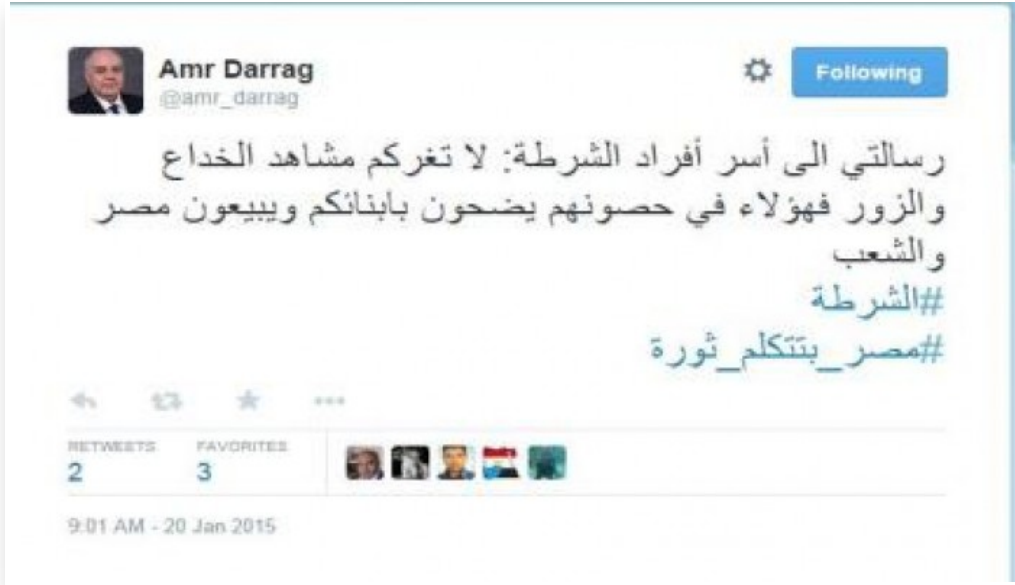 Amr Darrag
@amr_darrag
Following
رسالتي الى أسر أفراد الشرطة: لا تغركم مشاهد الخداع
والزور فهؤلاء في حصونهم يضحون بابنائكم ويبيعون مصر
والشعب
#الشرطة
#مصر_بتتكلم_ثورة
RETWEETS FAVORITES
2 3
9:01 AM - 20 Jan 2015